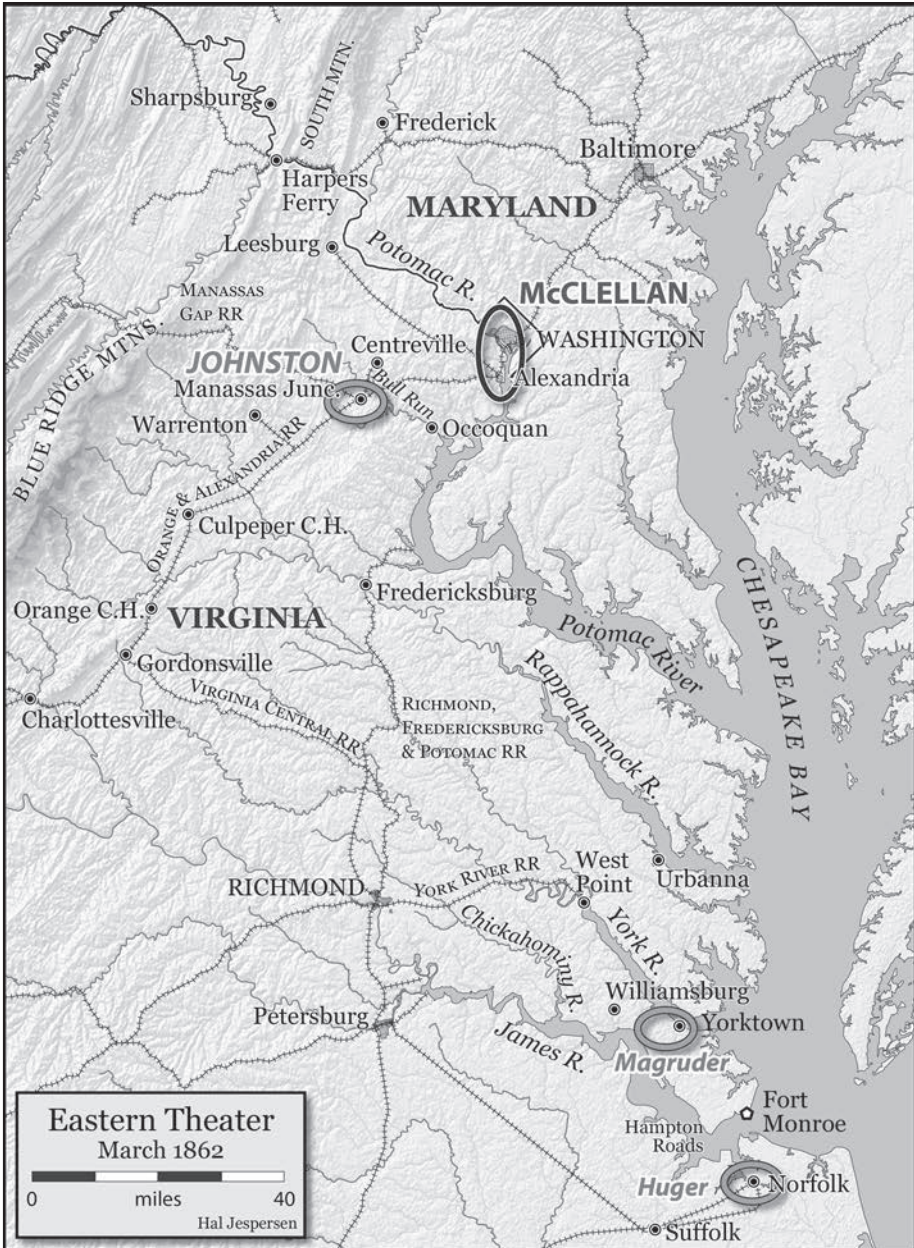 Sharpsburg
SOUTH MTN.
Frederick
Baltimore
Harpers
Ferry
MARYLAND
Leesburg
Potomac R.
MANASSAS
GAP RR
McCLELLAN
BLUE RIDGE MTNS.
JOHNSTON
Centreville
WASHINGTON
Manassas Junc.
Bull Run
Alexandria
Warrenton
Occoquan
ORANGE & ALEXANDRIA RR
Culpeper C.H.
Fredericksburg
CHESAPEAKE BAY
Orange C.H.
VIRGINIA
Potomac River
Gordonsville
Rappahannock R.
VIRGINIA CENTRAL RR
Charlottesville
RICHMOND,
FREDERICKSBURG
& POTOMAC RR
West
Point
Urbanna
RICHMOND
YORK RIVER RR
Chickahominy R.
York R.
Williamsburg
Petersburg
Yorktown
James R.
Magruder
Eastern Theater
March 1862
0 miles 40
Hal Jespersen
Hampton
Roads
Fort
Monroe
Huger
Norfolk
Suffolk